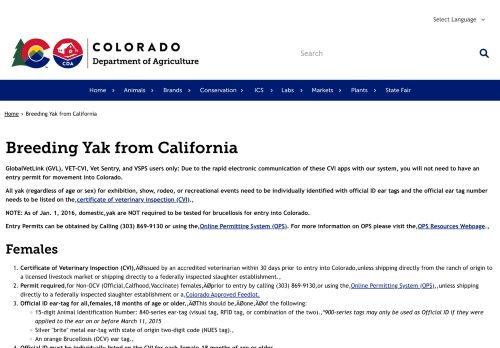 Select Language
COLORADO
Department of Agriculture
CO
CDA
Search
Home
Animals
Brands
Conservation
ICS
Labs
Markets
Plants
State Fair
Home › Breeding Yak from California
Breeding Yak from California
GlobalVetLink (GVL), VET-CVI, Vet Sentry, and VSPS users only: Due to the rapid electronic communication of these CVI apps with our system, you will not need to have an
entry permit for movement into Colorado.
All yak (regardless of age or sex) for exhibition, show, rodeo, or recreational events need to be individually identified with official ID ear tags and the official ear tag number
needs to be listed on the‚certificate of veterinary inspection (CVI).‚
NOTE: As of Jan. 1, 2016, domestic‚yak are NOT required to be tested for brucellosis for entry into Colorado.
Entry Permits can be obtained by Calling (303) 869-9130 or using the‚Online Permitting System (OPS). For more information on OPS please visit the‚OPS Resources Webpage.‚
Females
1. Certificate of Veterinary Inspection (CVI)‚Äãissued by an accredited veterinarian within 30 days prior to entry into Colorado‚unless shipping directly from the ranch of origin to
a licensed livestock market or shipping directly to a federally inspected slaughter establishment.‚
2. Permit required‚for Non-OCV (Official‚Calfhood‚Vaccinate) females‚Äãprior to entry by calling (303) 869-9130‚or using the‚Online Permitting System (OPS)‚‚unless shipping
directly to a federally inspected slaughter establishment or a‚Colorado Approved Feedlot.
3. Official ID ear-tag for all‚females‚18 months of age or older.‚ÄãThis should be‚Äãone‚Äãof the following:
○ 15-digit Animal Identification Number: 840-series ear-tag (visual tag, RFID tag, or combination of the two).‚*900-series tags may only be used as Official ID if they were
applied to the ear on or before March 11, 2015
○ Silver "brite" metal ear-tag with state of origin two-digit code (NUES tag).‚
○ An orange Brucellosis (OCV) ear tag.‚
4. Official ID must be individually listed on the CVI for each female‚18 months of age or older.